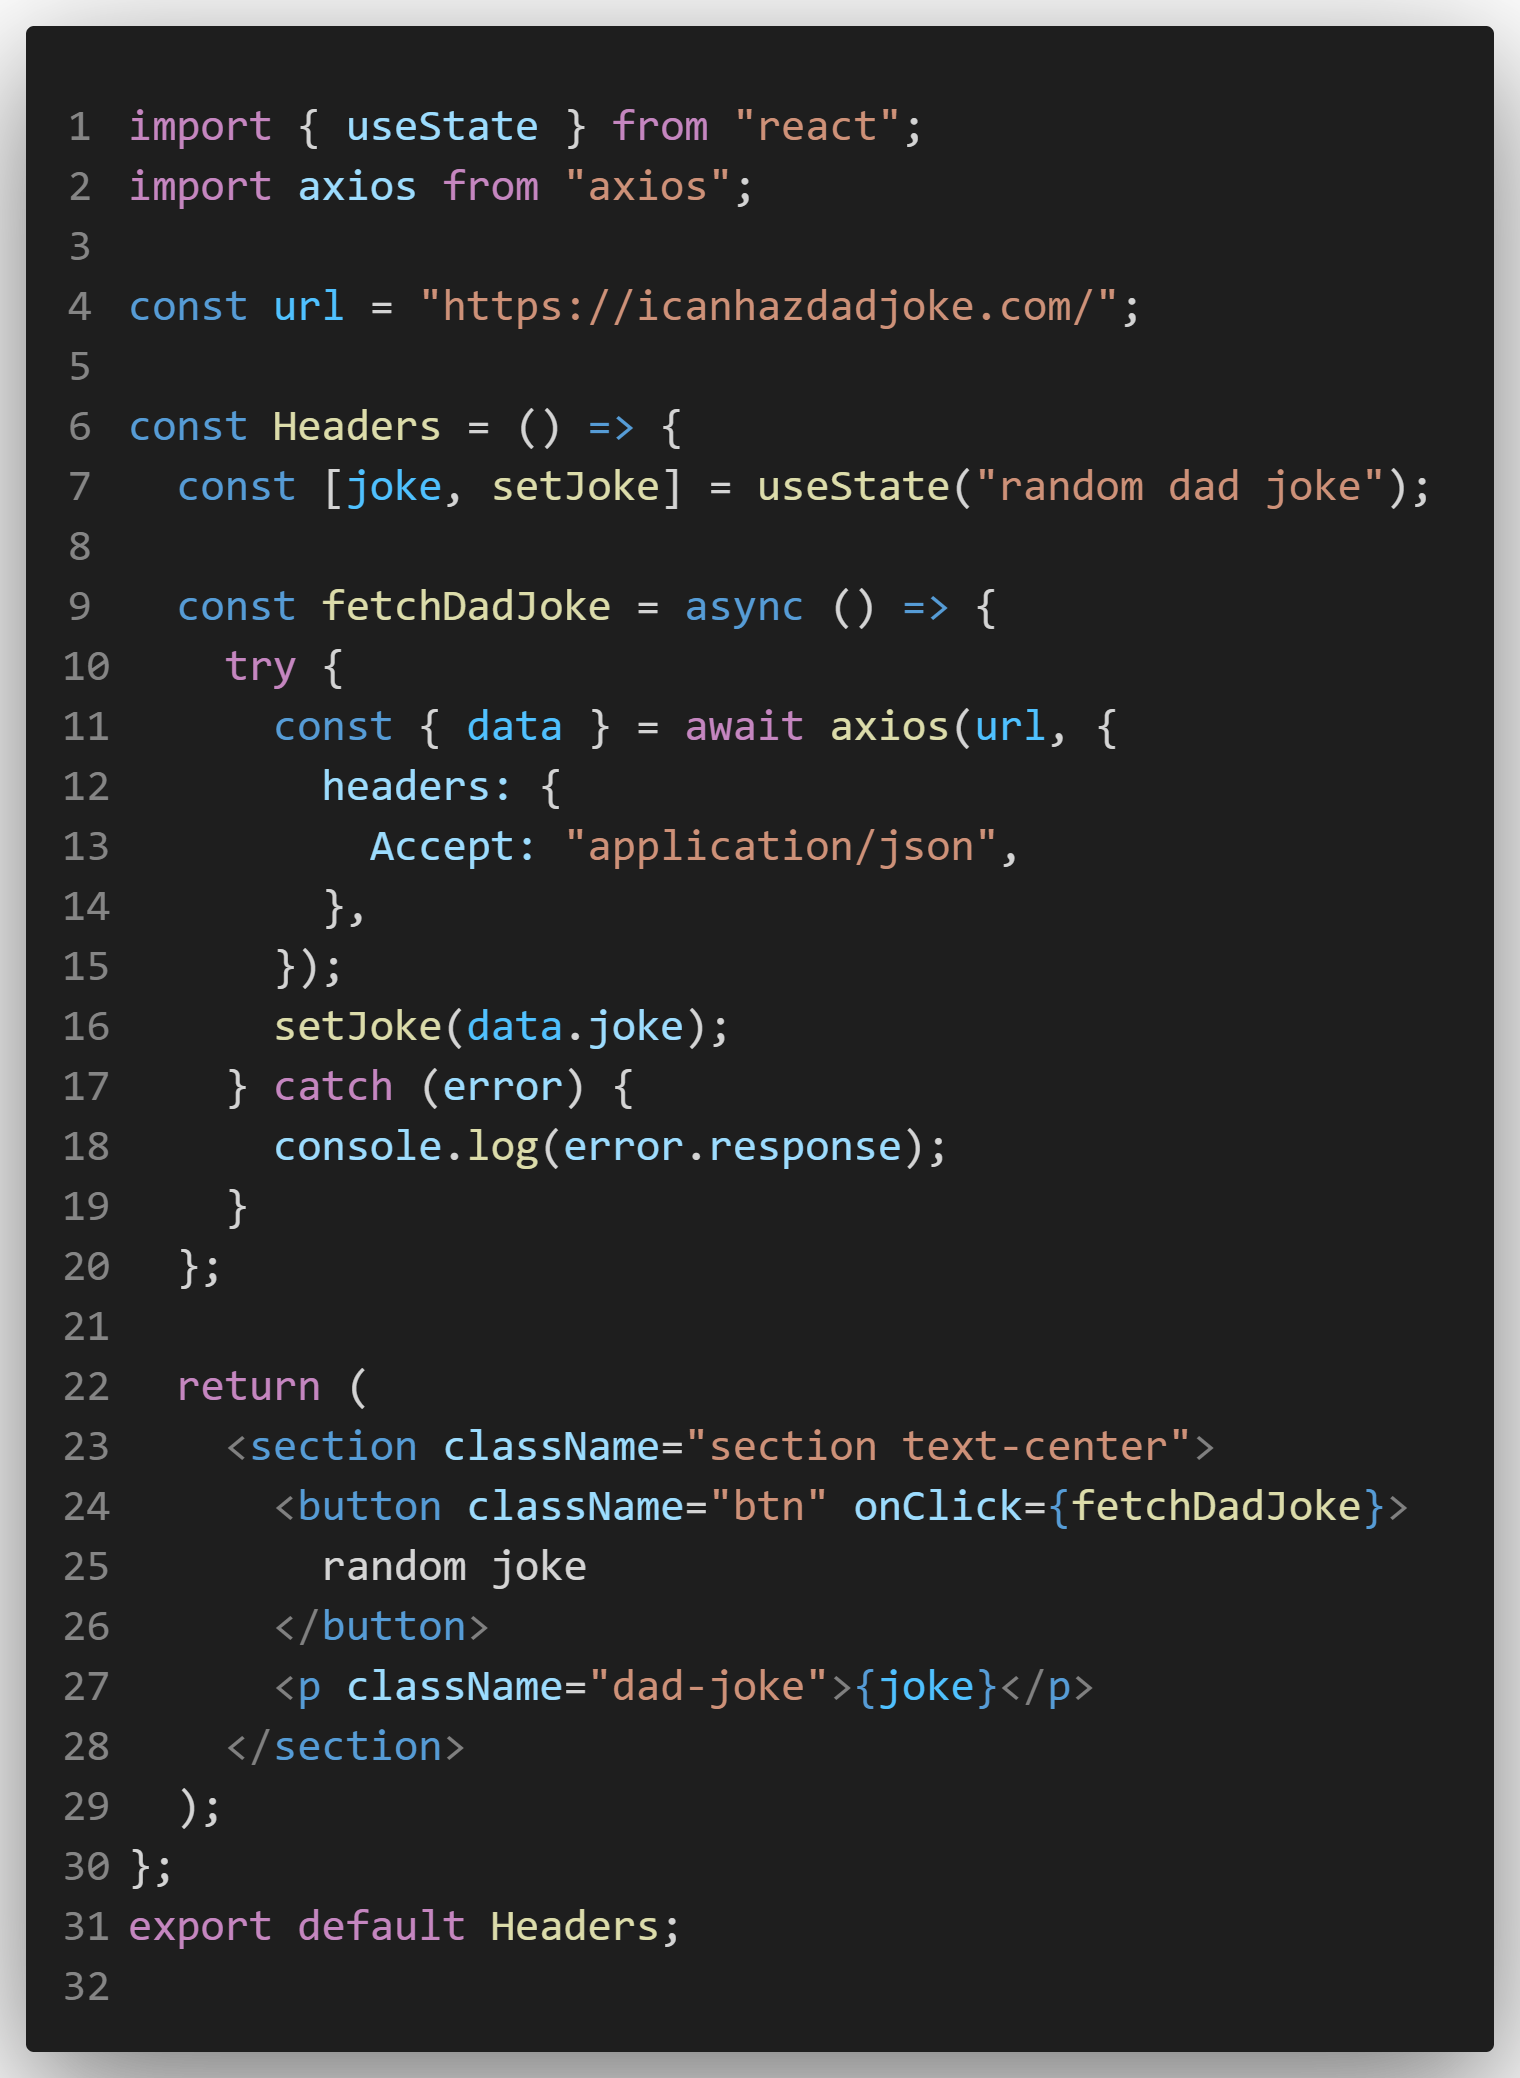 1 import { useState } from "react";
2 import axios from "axios";
3
4 const url = "https://icanhazdadjoke.com/";
5
6 const Headers = () => {
7   const [joke, setJoke] = useState("random dad joke");
8
9   const fetchDadJoke = async () => {
10     try {
11       const { data } = await axios(url, {
12         headers: {
13           Accept: "application/json",
14         },
15       });
16       setJoke(data.joke);
17     } catch (error) {
18       console.log(error.response);
19     }
20   };
21
22   return (
23     <section className="section text-center">
24       <button className="btn" onClick={fetchDadJoke}>
25         random joke
26       </button>
27       <p className="dad-joke">{joke}</p>
28     </section>
29   );
30 };
31 export default Headers;
32